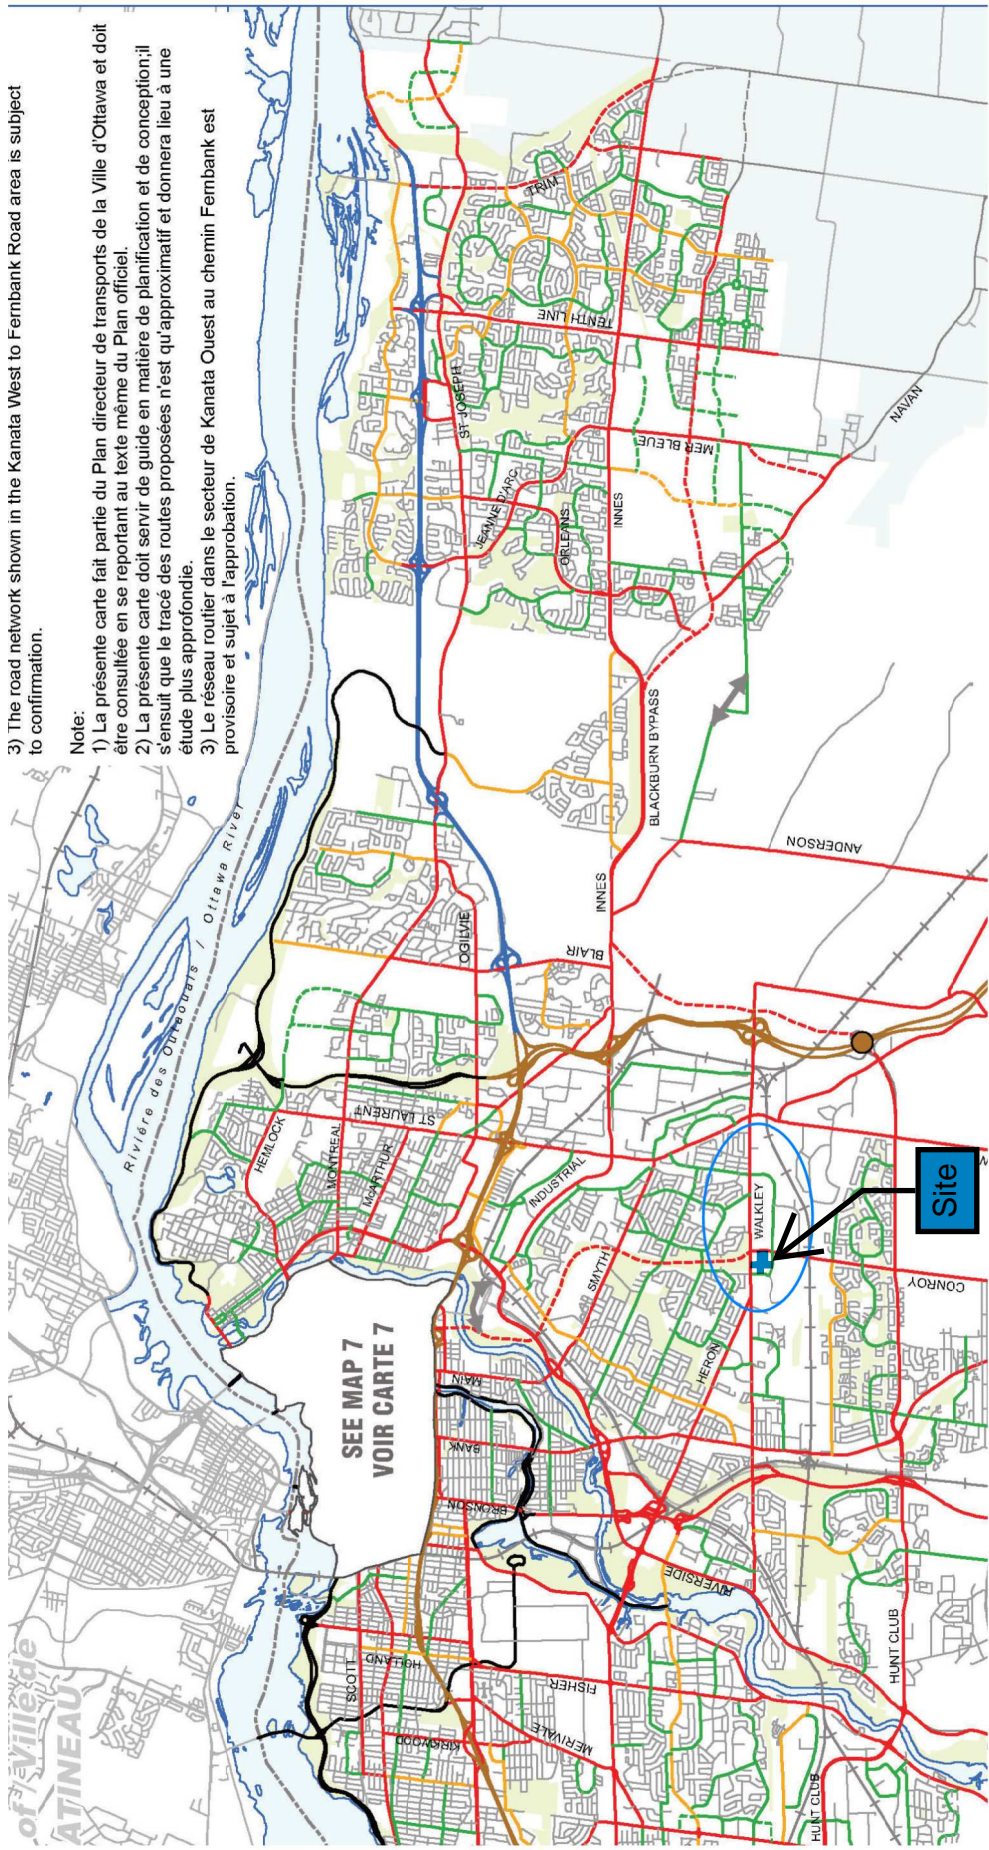 3) The road network shown in the Kanata West to Fernbank Road area is subject
to confirmation.
Note:
1) La présente carte fait partie du Plan directeur de transports de la Ville d'Ottawa et doit
être consultée en se reportant au texte même du Plan officiel.
2) La présente carte doit servir de guide en matière de planification et de conception;il
s'ensuit que le tracé des routes proposées n'est qu'approximatif et donnera lieu à une
étude plus approfondie.
3) Le réseau routier dans le secteur de Kanata Ouest au chemin Fernbank est
provisoire et sujet à l'approbation.
of / Ville de
ATINEAU
Rivière des Outaouais / Ottawa River
SEE MAP 7
VOIR CARTE 7
TRIM
TENTH LINE
ST JOSEPH
JEANNE D'ARC
ORLEANS
INNES
MER BLEUE
NAVAN
BLACKBURN BYPASS
ANDERSON
INNES
BLAIR
OGILVIE
ST LAURENT
HEMLOCK
MONTREAL
McARTHUR
INDUSTRIAL
SMYTH
WALKLEY
HERON
CONROY
Site
MAIN
BANK
BRONSON
RIVERSIDE
HUNT CLUB
SCOTT
HOLLAND
FISHER
KIRKWOOD
MERIVALE
HUNT CLUB